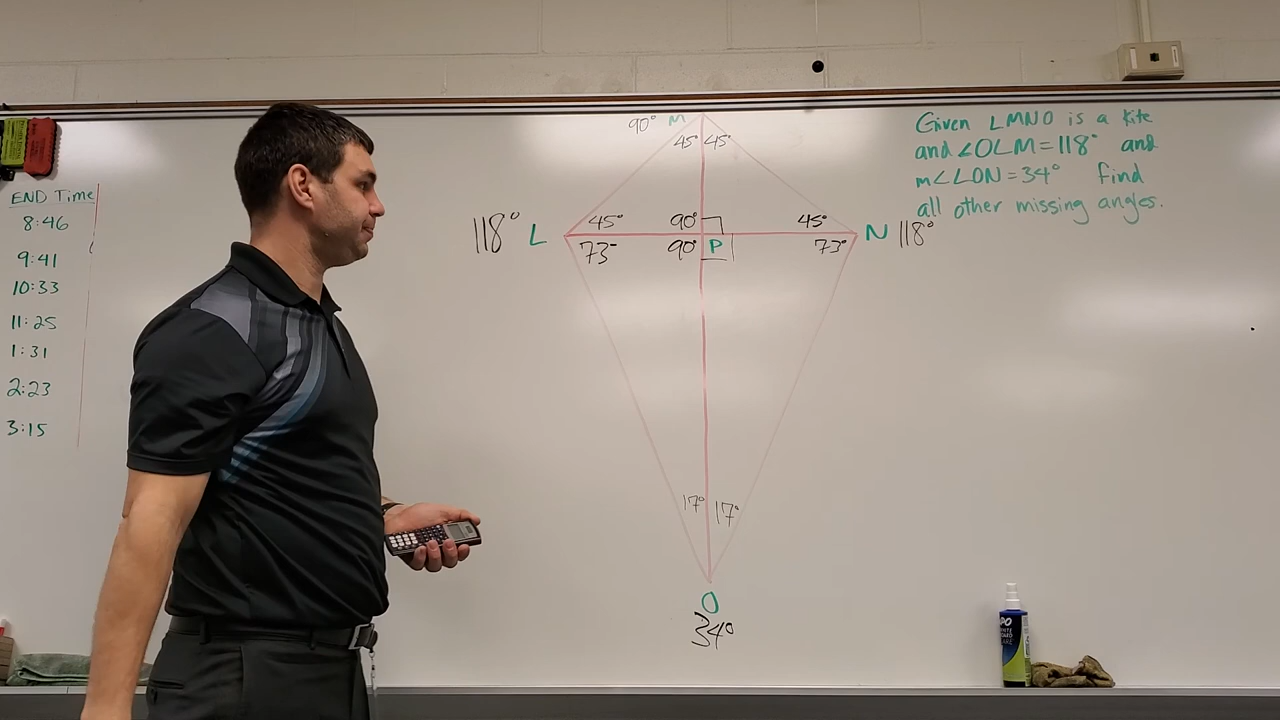 END Time
8:46
9:41
10:33
11:25
1:31
2:23
3:15
90° M
45° 45°
118° L 45° 90° 45° N 118°
73° 90° P 73°
17° 17°
O
34°
Given LMNO is a kite
and ∠OLM=118° and
m∠LON=34° find
all other missing angles.